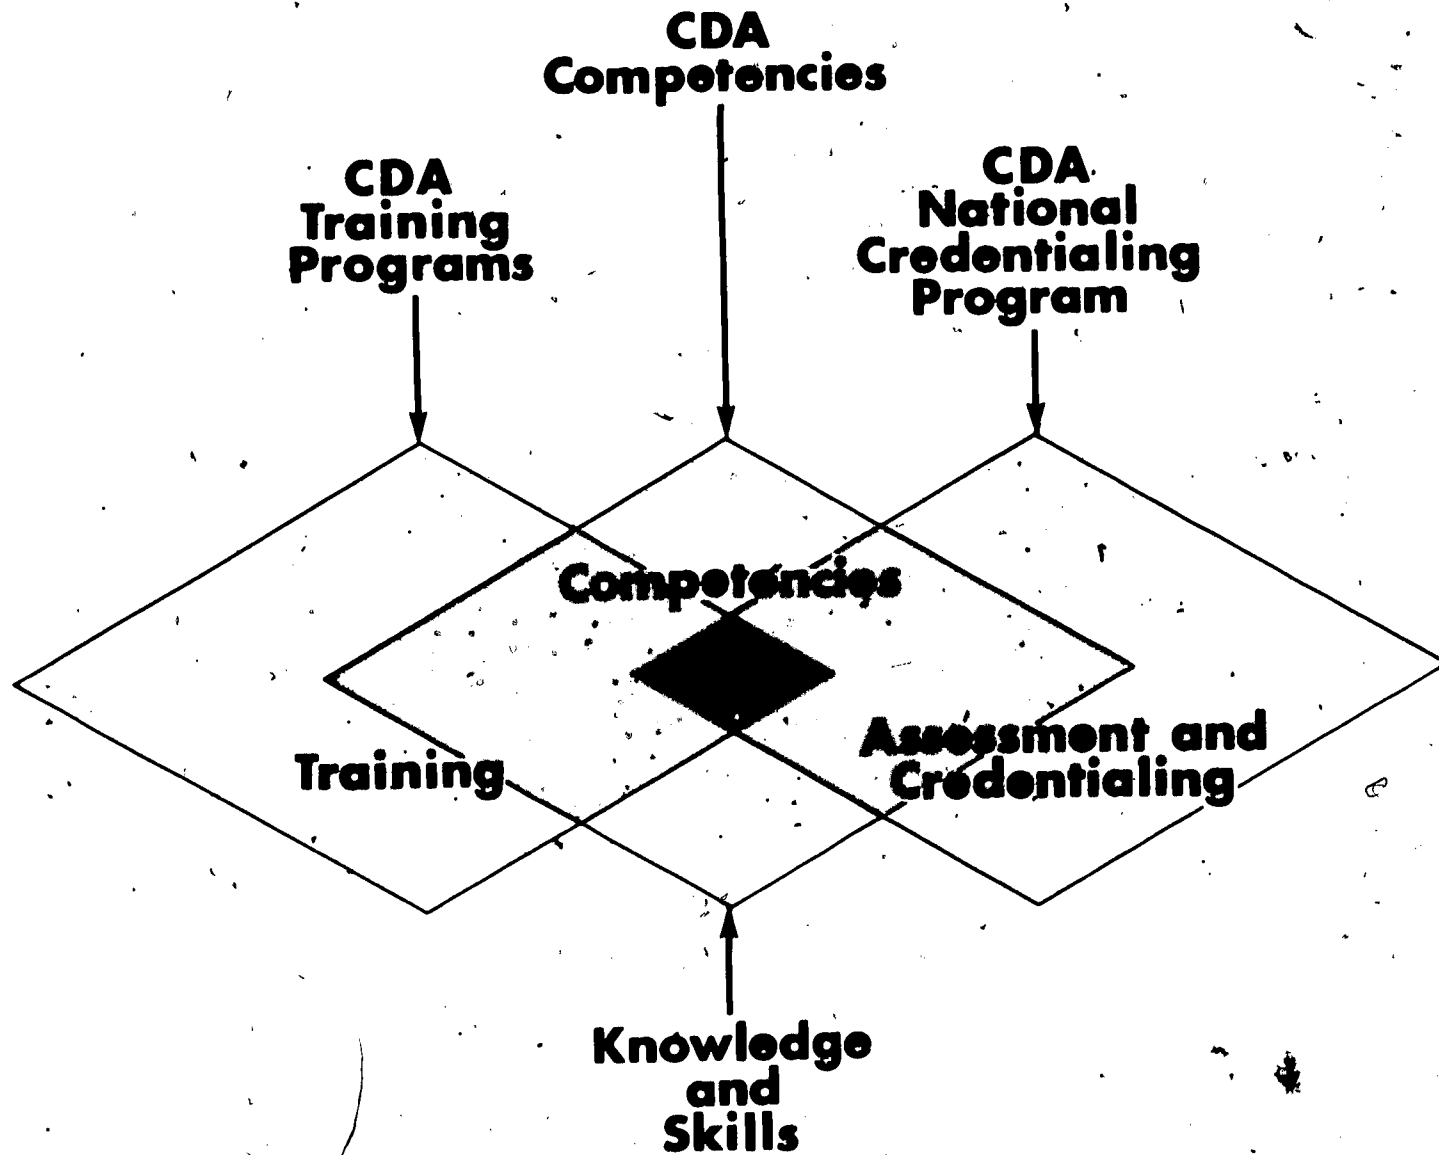 CDA
Competencies
CDA
Training
Programs
CDA
National
Credentialing
Program
Competencies
Training
Assessment and
Credentialing
Knowledge
and
Skills